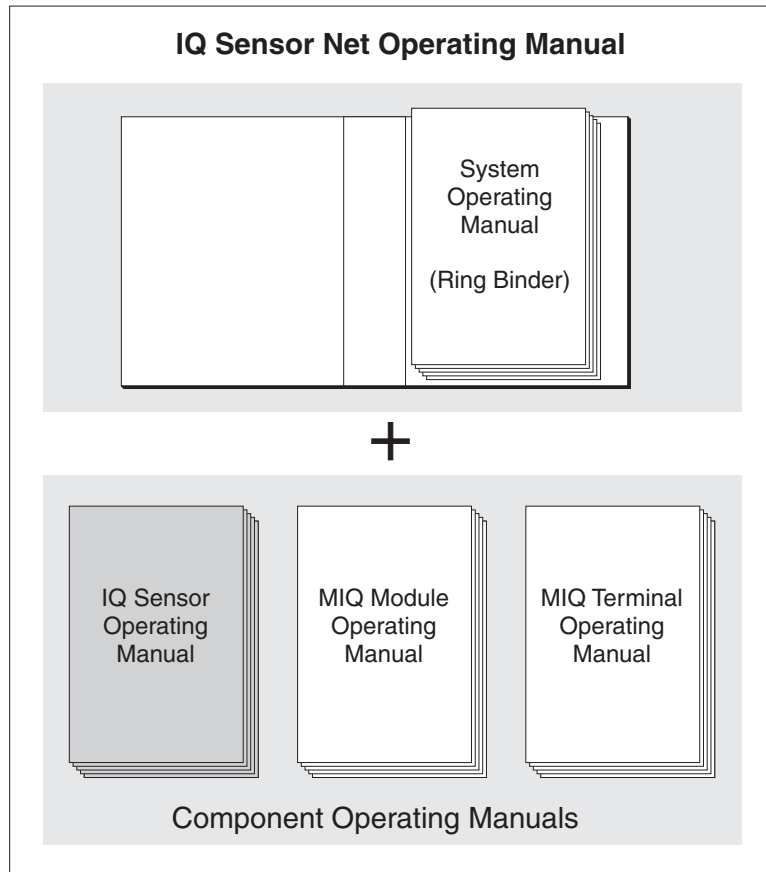 IQ Sensor Net Operating Manual
System
Operating
Manual
(Ring Binder)
+
IQ Sensor
Operating
Manual
MIQ Module
Operating
Manual
MIQ Terminal
Operating
Manual
Component Operating Manuals